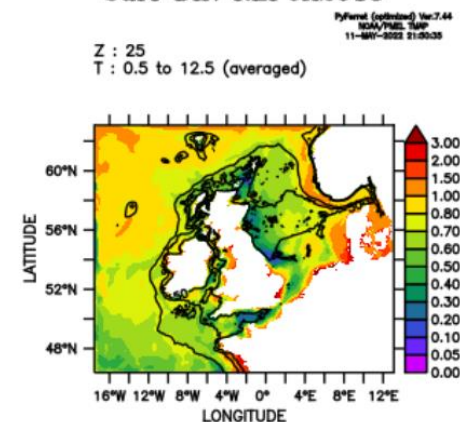 PyFerret (optimized) Ver.7.44
NOAA/PMEL TMAP
11-MAY-2022 21:50:35
Z : 25
T : 0.5 to 12.5 (averaged)
60°N
56°N
52°N
48°N
LATITUDE
16°W 12°W 8°W 4°W 0° 4°E 8°E 12°E
LONGITUDE
3.00
2.00
1.50
1.00
0.80
0.70
0.60
0.50
0.40
0.30
0.20
0.10
0.05
0.00